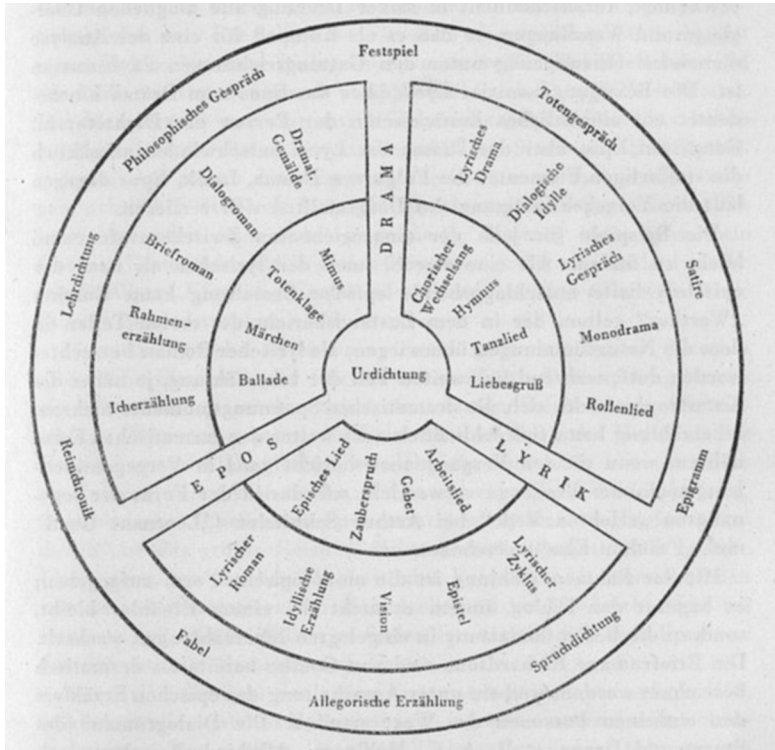 Festspiel
Philosophisches Gespräch
Totengespräch
Dramat.
Legende
DRAMA
Lyrisches
Drama
Dialogroman
Dialogische
Idylle
Lehrdichtung
Briefroman
Totenklage
Mimus
Chorische
Wechselsang
Hymnus
Lyrisches
Gespräch
Satire
Rahmen-
erzählung
Märchen
Tanzlied
Monodrama
Icherzählung
Ballade
Urdichtung
Liebesgruß
Rollenlied
EPOS
LYRIK
Reimchronik
Episches Lied
Zauberspruch
Gebet
Arbeitslied
Epigramm
Lyrischer
Roman
Idyllische
Erzählung
Vision
Epistel
Lyrischer
Zyklus
Fabel
Spruchdichtung
Allegorische Erzählung